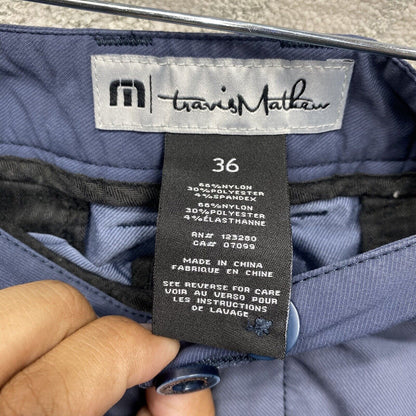 m | travisMathew
36
66%NYLON
30%POLYESTER
4%SPANDEX
66%NYLON
30%POLYESTER
4%ÉLASTHANNE
RN# 123280
CA# 07099
MADE IN CHINA
FABRIQUE EN CHINE
SEE REVERSE FOR CARE
VOIR AU VERSO POUR
LES INSTRUCTIONS
DE LAVAGE